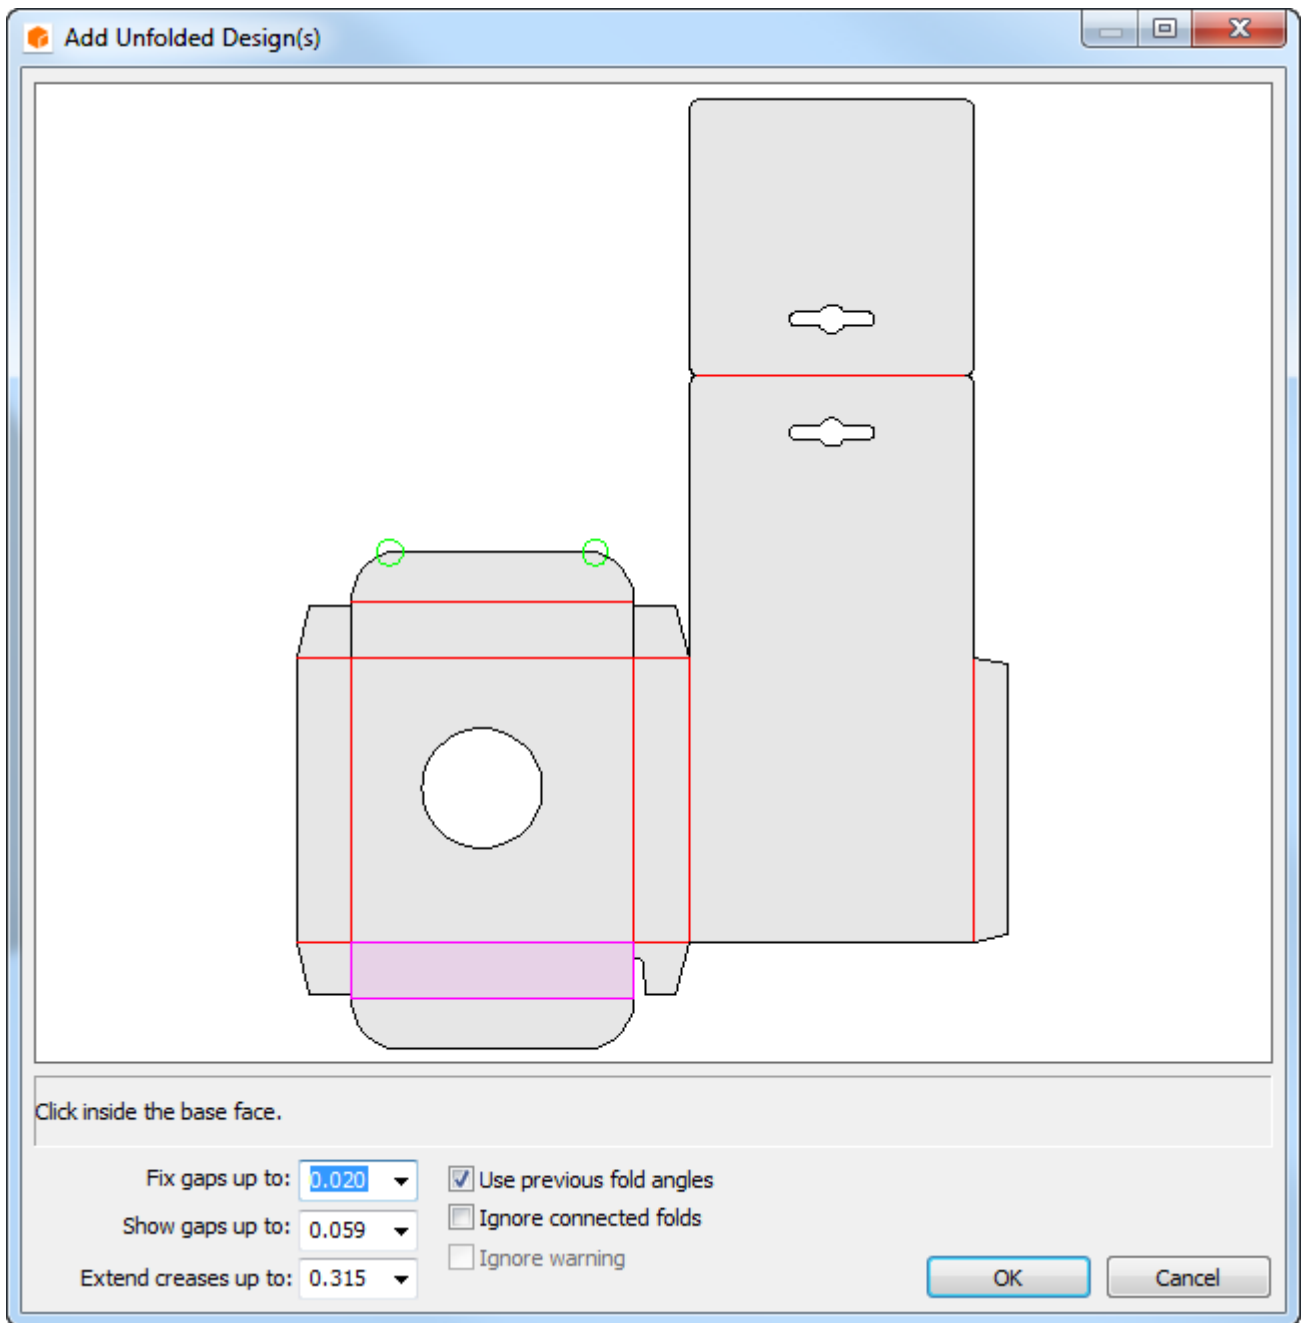 Add Unfolded Design(s)
Click inside the base face.
Fix gaps up to: 0.020
Use previous fold angles
Show gaps up to: 0.059
Ignore connected folds
Extend creases up to: 0.315
Ignore warning
OK
Cancel